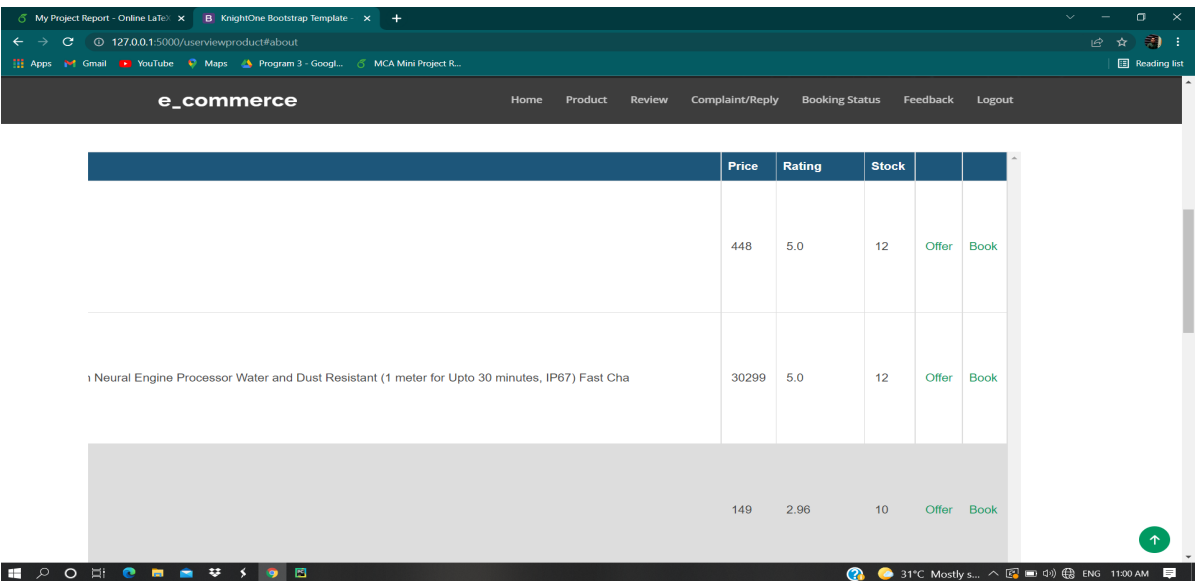 My Project Report - Online LaTeX
KnightOne Bootstrap Template -
127.0.0.1:5000/userviewproduct#about
Apps Gmail YouTube Maps Program 3 - Googl... MCA Mini Project R... Reading list
e_commerce Home Product Review Complaint/Reply Booking Status Feedback Logout
Price Rating Stock
448 5.0 12 Offer Book
Neural Engine Processor Water and Dust Resistant (1 meter for Upto 30 minutes, IP67) Fast Cha 30299 5.0 12 Offer Book
149 2.96 10 Offer Book
31°C Mostly s... ENG 11:00 AM